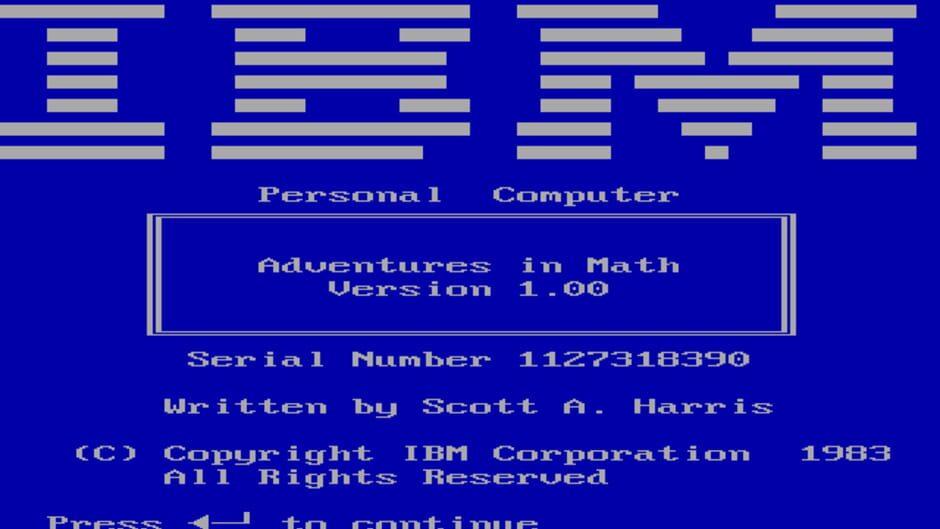 IBM
Personal Computer
Adventures in Math
Version 1.00
Serial Number 1127318390
Written by Scott A. Harris
(C) Copyright IBM Corporation 1983
All Rights Reserved
Press ◄─┘ to continue